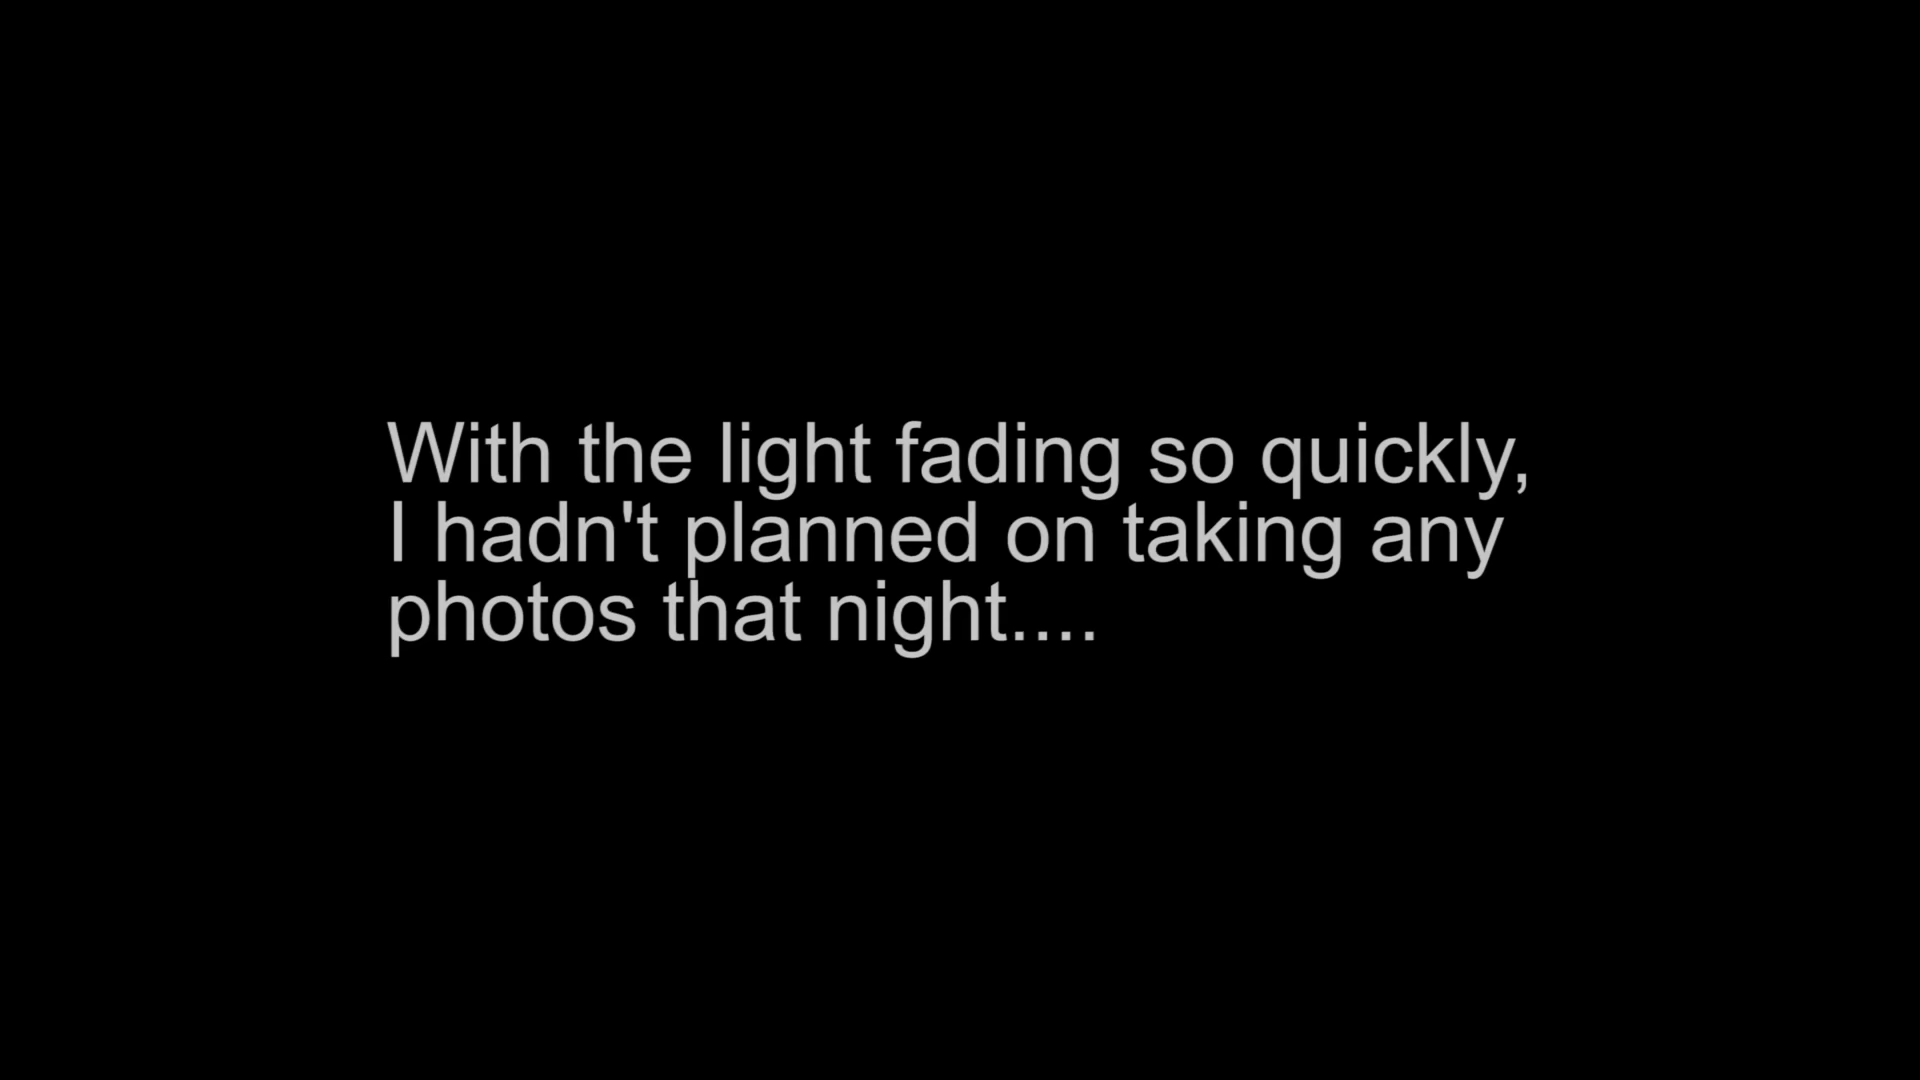 With the light fading so quickly,
I hadn't planned on taking any
photos that night....